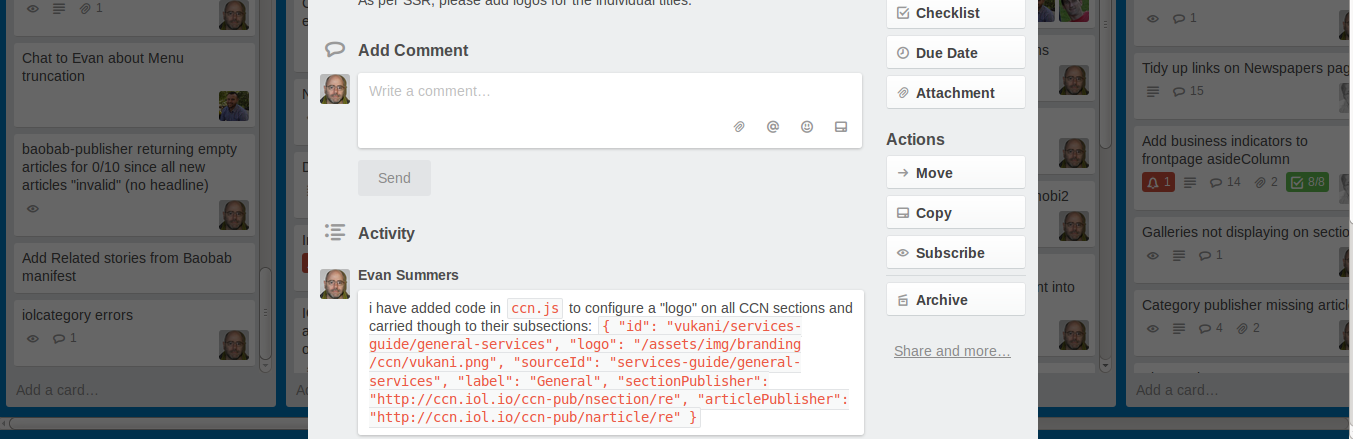 1
Chat to Evan about Menu
truncation
baobab-publisher returning empty
articles for 0/10 since all new
articles "invalid" (no headline)
Add Related stories from Baobab
manifest
iolcategory errors
1
Add a card…
As per SSR, please add logos for the individual titles.
Add Comment
Write a comment…
Send
Activity
Evan Summers
i have added code in ccn.js to configure a "logo" on all CCN sections and
carried though to their subsections: { "id": "vukani/services-
guide/general-services", "logo": "/assets/img/branding
/ccn/vukani.png", "sourceId": "services-guide/general-
services", "label": "General", "sectionPublisher":
"http://ccn.iol.io/ccn-pub/nsection/re", "articlePublisher":
"http://ccn.iol.io/ccn-pub/narticle/re" }
Checklist
Due Date
Attachment
Actions
Move
Copy
Subscribe
Archive
Share and more…
1
Tidy up links on Newspapers pag
15
Add business indicators to
frontpage asideColumn
1 14 2 8/8
Galleries not displaying on sectio
1
Category publisher missing articl
4 2
Add a card…